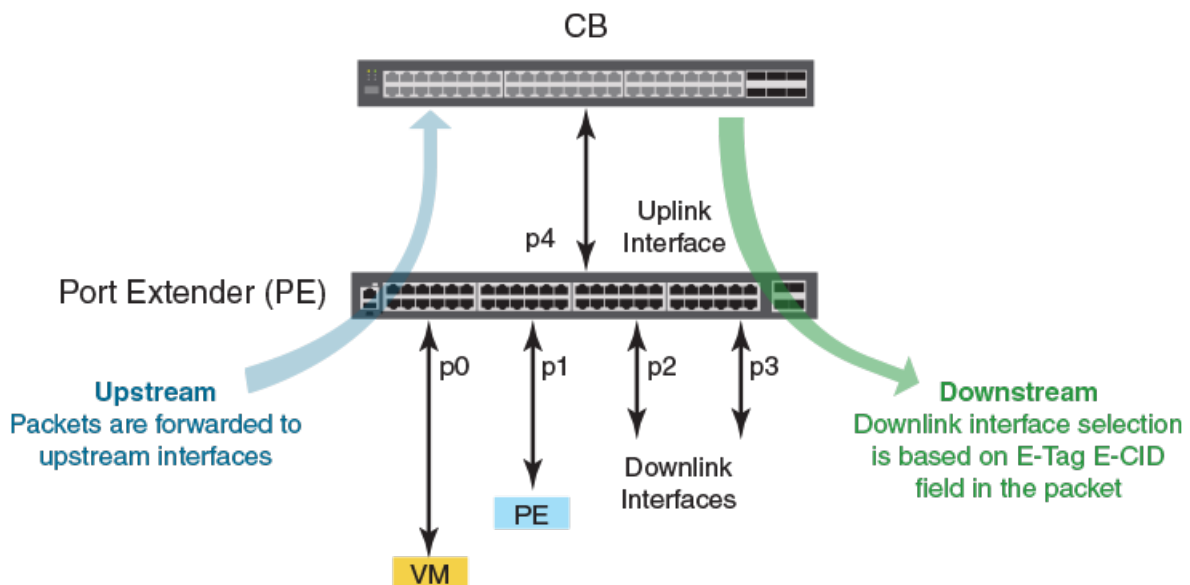 CB
Uplink
Interface
p4
Port Extender (PE)
p0
p1
p2
p3
Upstream
Packets are forwarded to
upstream interfaces
Downstream
Downlink interface selection
is based on E-Tag E-CID
field in the packet
Downlink
Interfaces
PE
VM